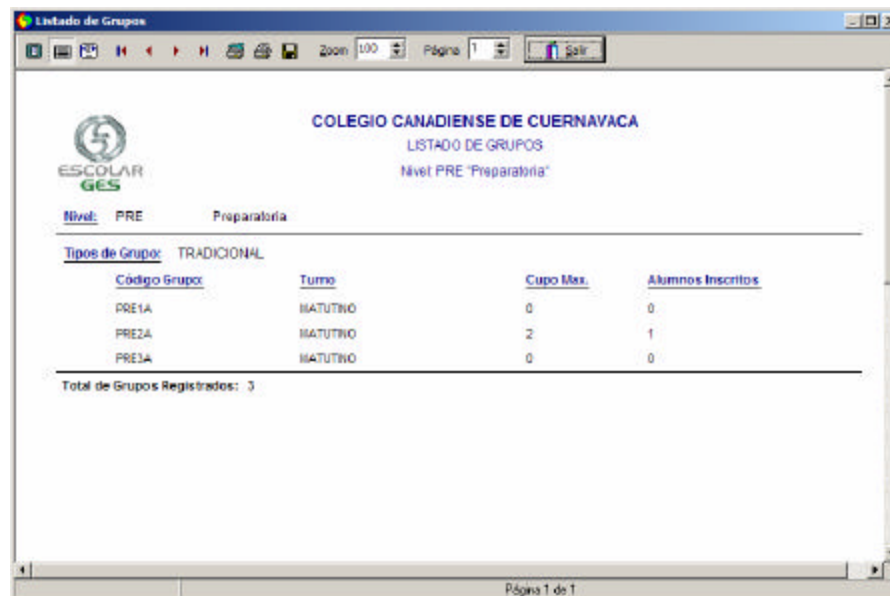 Listado de Grupos
Zoom 100 Página 1 Salir
COLEGIO CANADIENSE DE CUERNAVACA
LISTADO DE GRUPOS
Nivel: PRE "Preparatoria"
ESCOLAR
GES
Nivel: PRE Preparatoria
Tipos de Grupo: TRADICIONAL
Código Grupo: Turno Cupo Max. Alumnos Inscritos
PRE1A MATUTINO 0 0
PRE2A MATUTINO 2 1
PRE3A MATUTINO 0 0
Total de Grupos Registrados: 3
Página 1 de 1